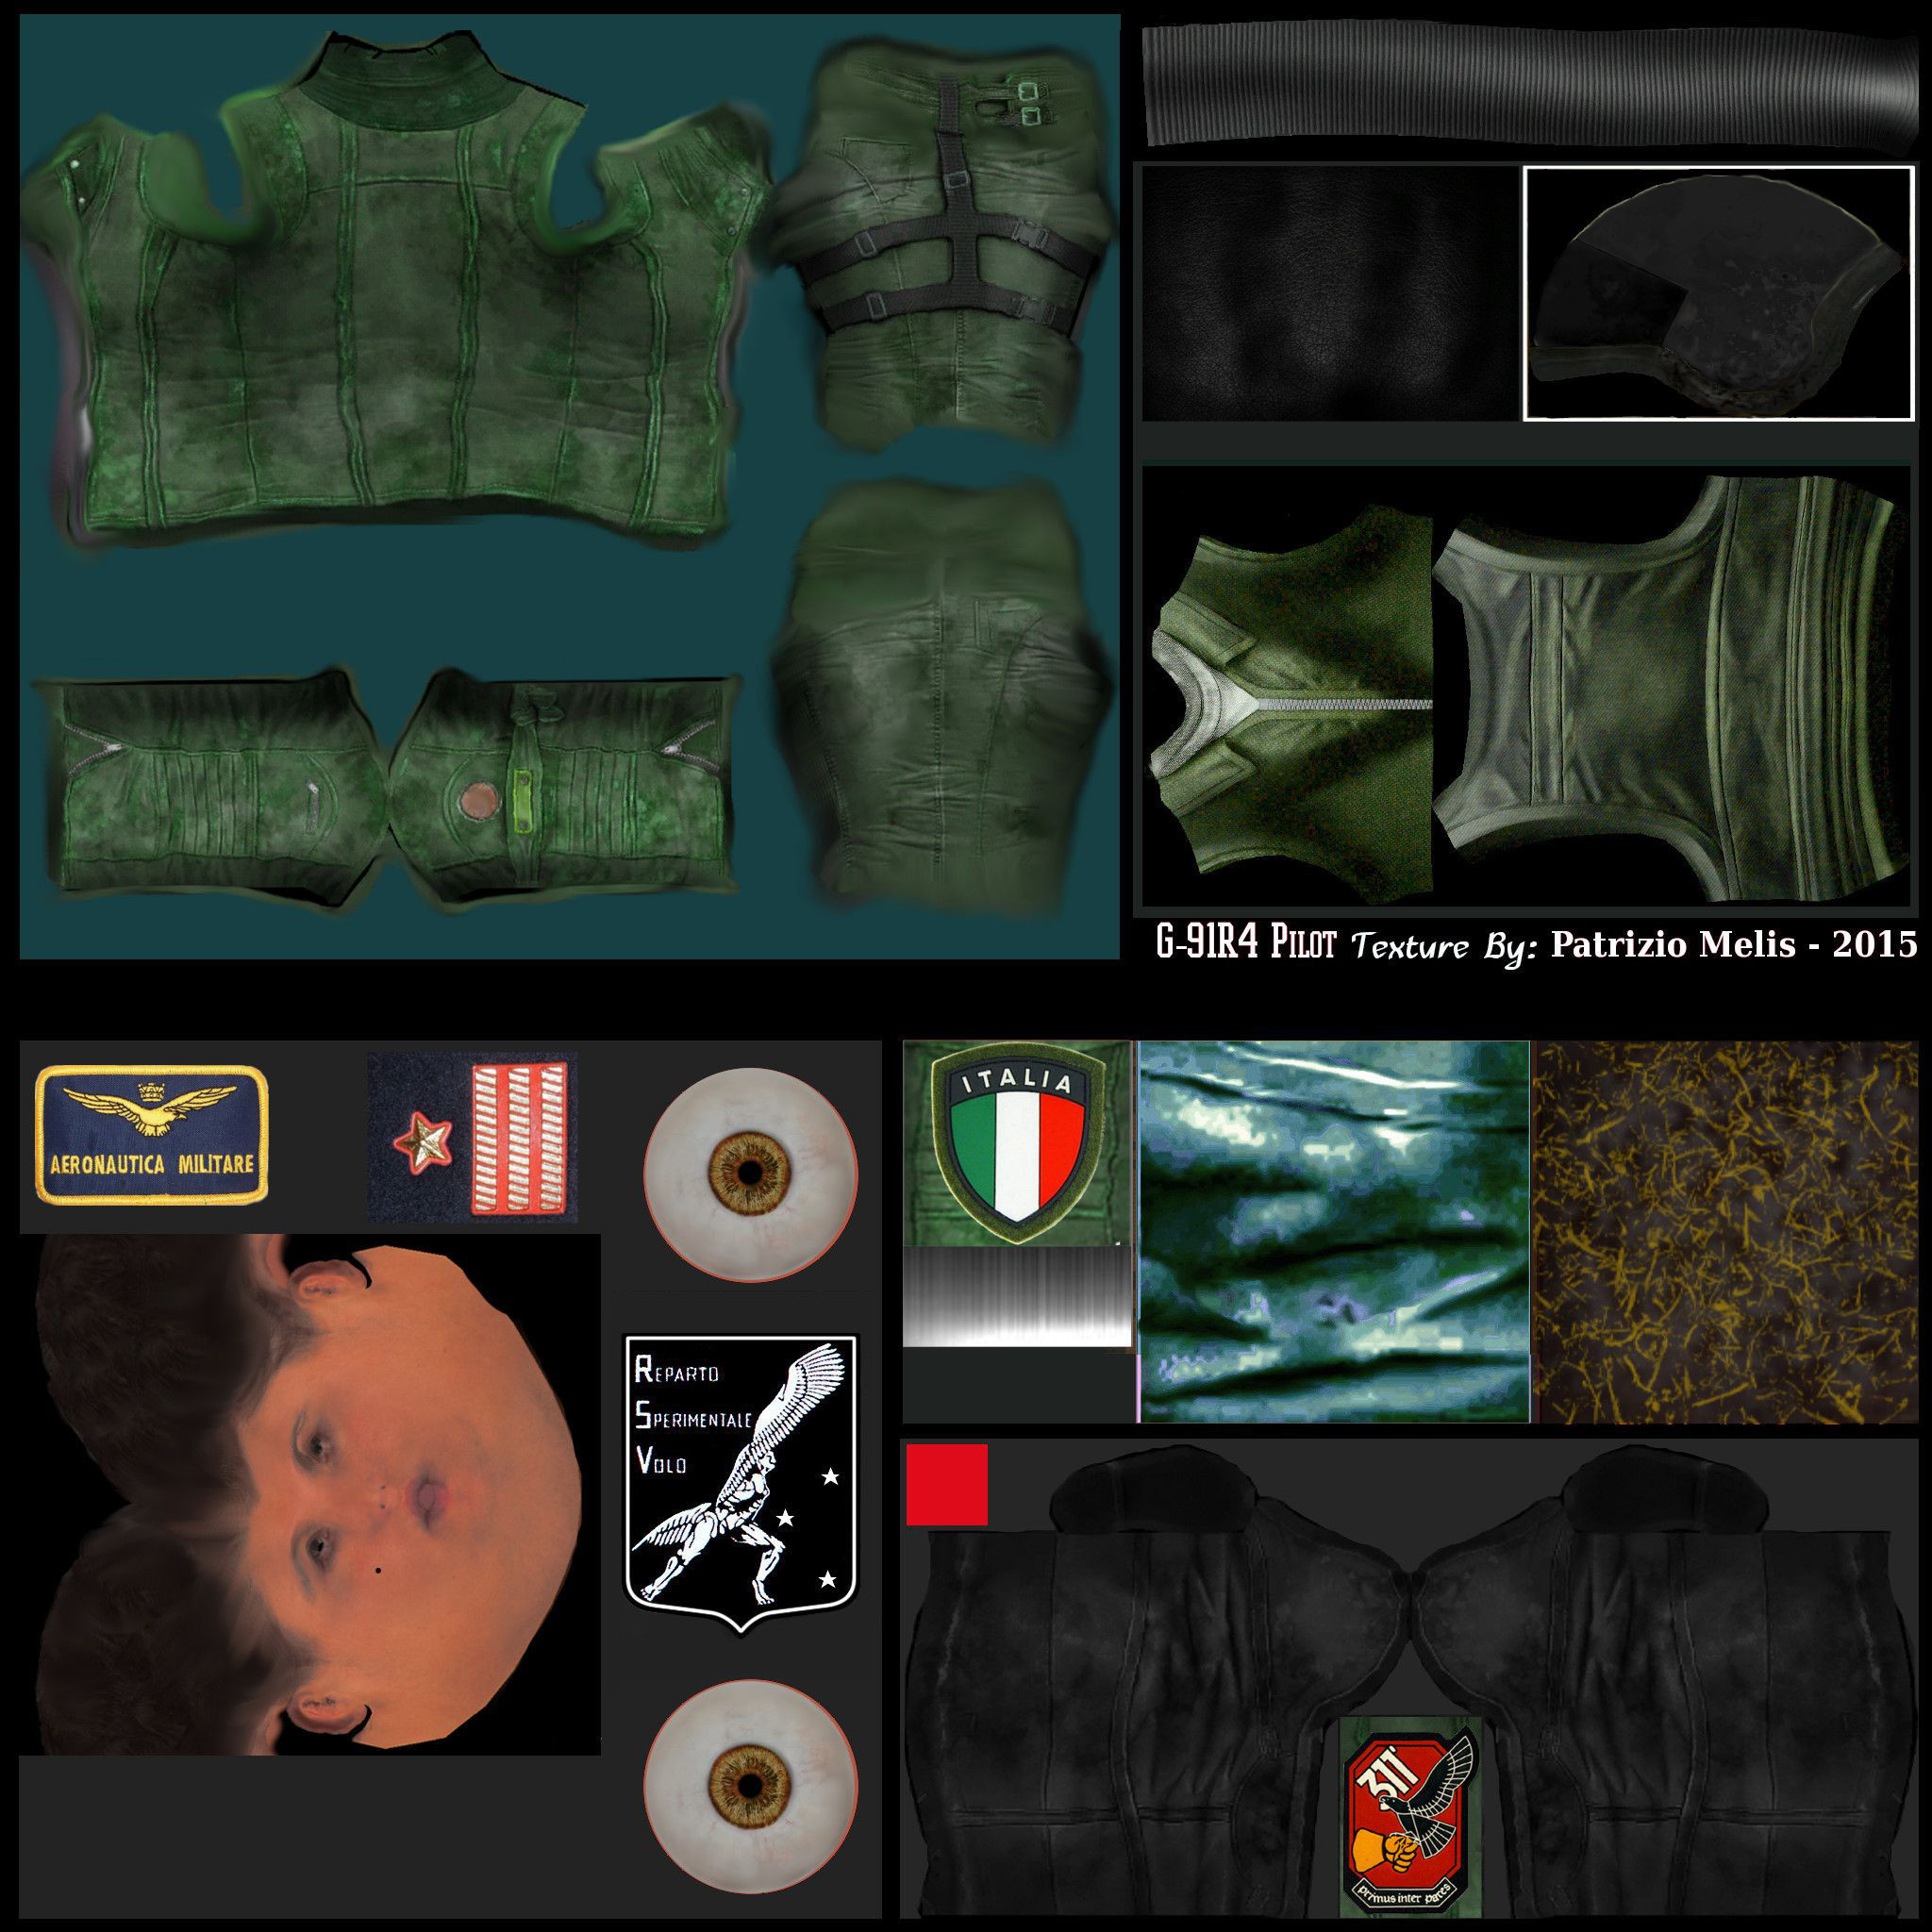 G-91R4 PILOT Texture By: Patrizio Melis - 2015
AERONAUTICA MILITARE
ITALIA
REPARTO
SPERIMENTALE
VOLO
311°
primus inter pares